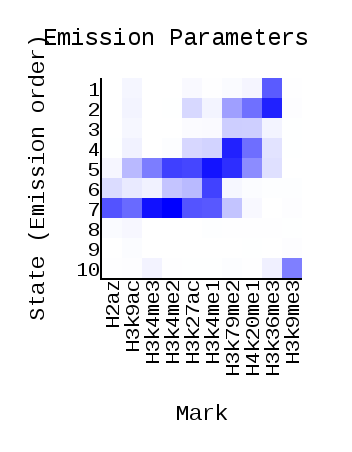 Emission Parameters
State (Emission order)
1
2
3
4
5
6
7
8
9
10
H2az
H3k9ac
H3k4me3
H3k4me2
H3k27ac
H3k4me1
H3k79me2
H4k20me1
H3k36me3
H3k9me3
Mark